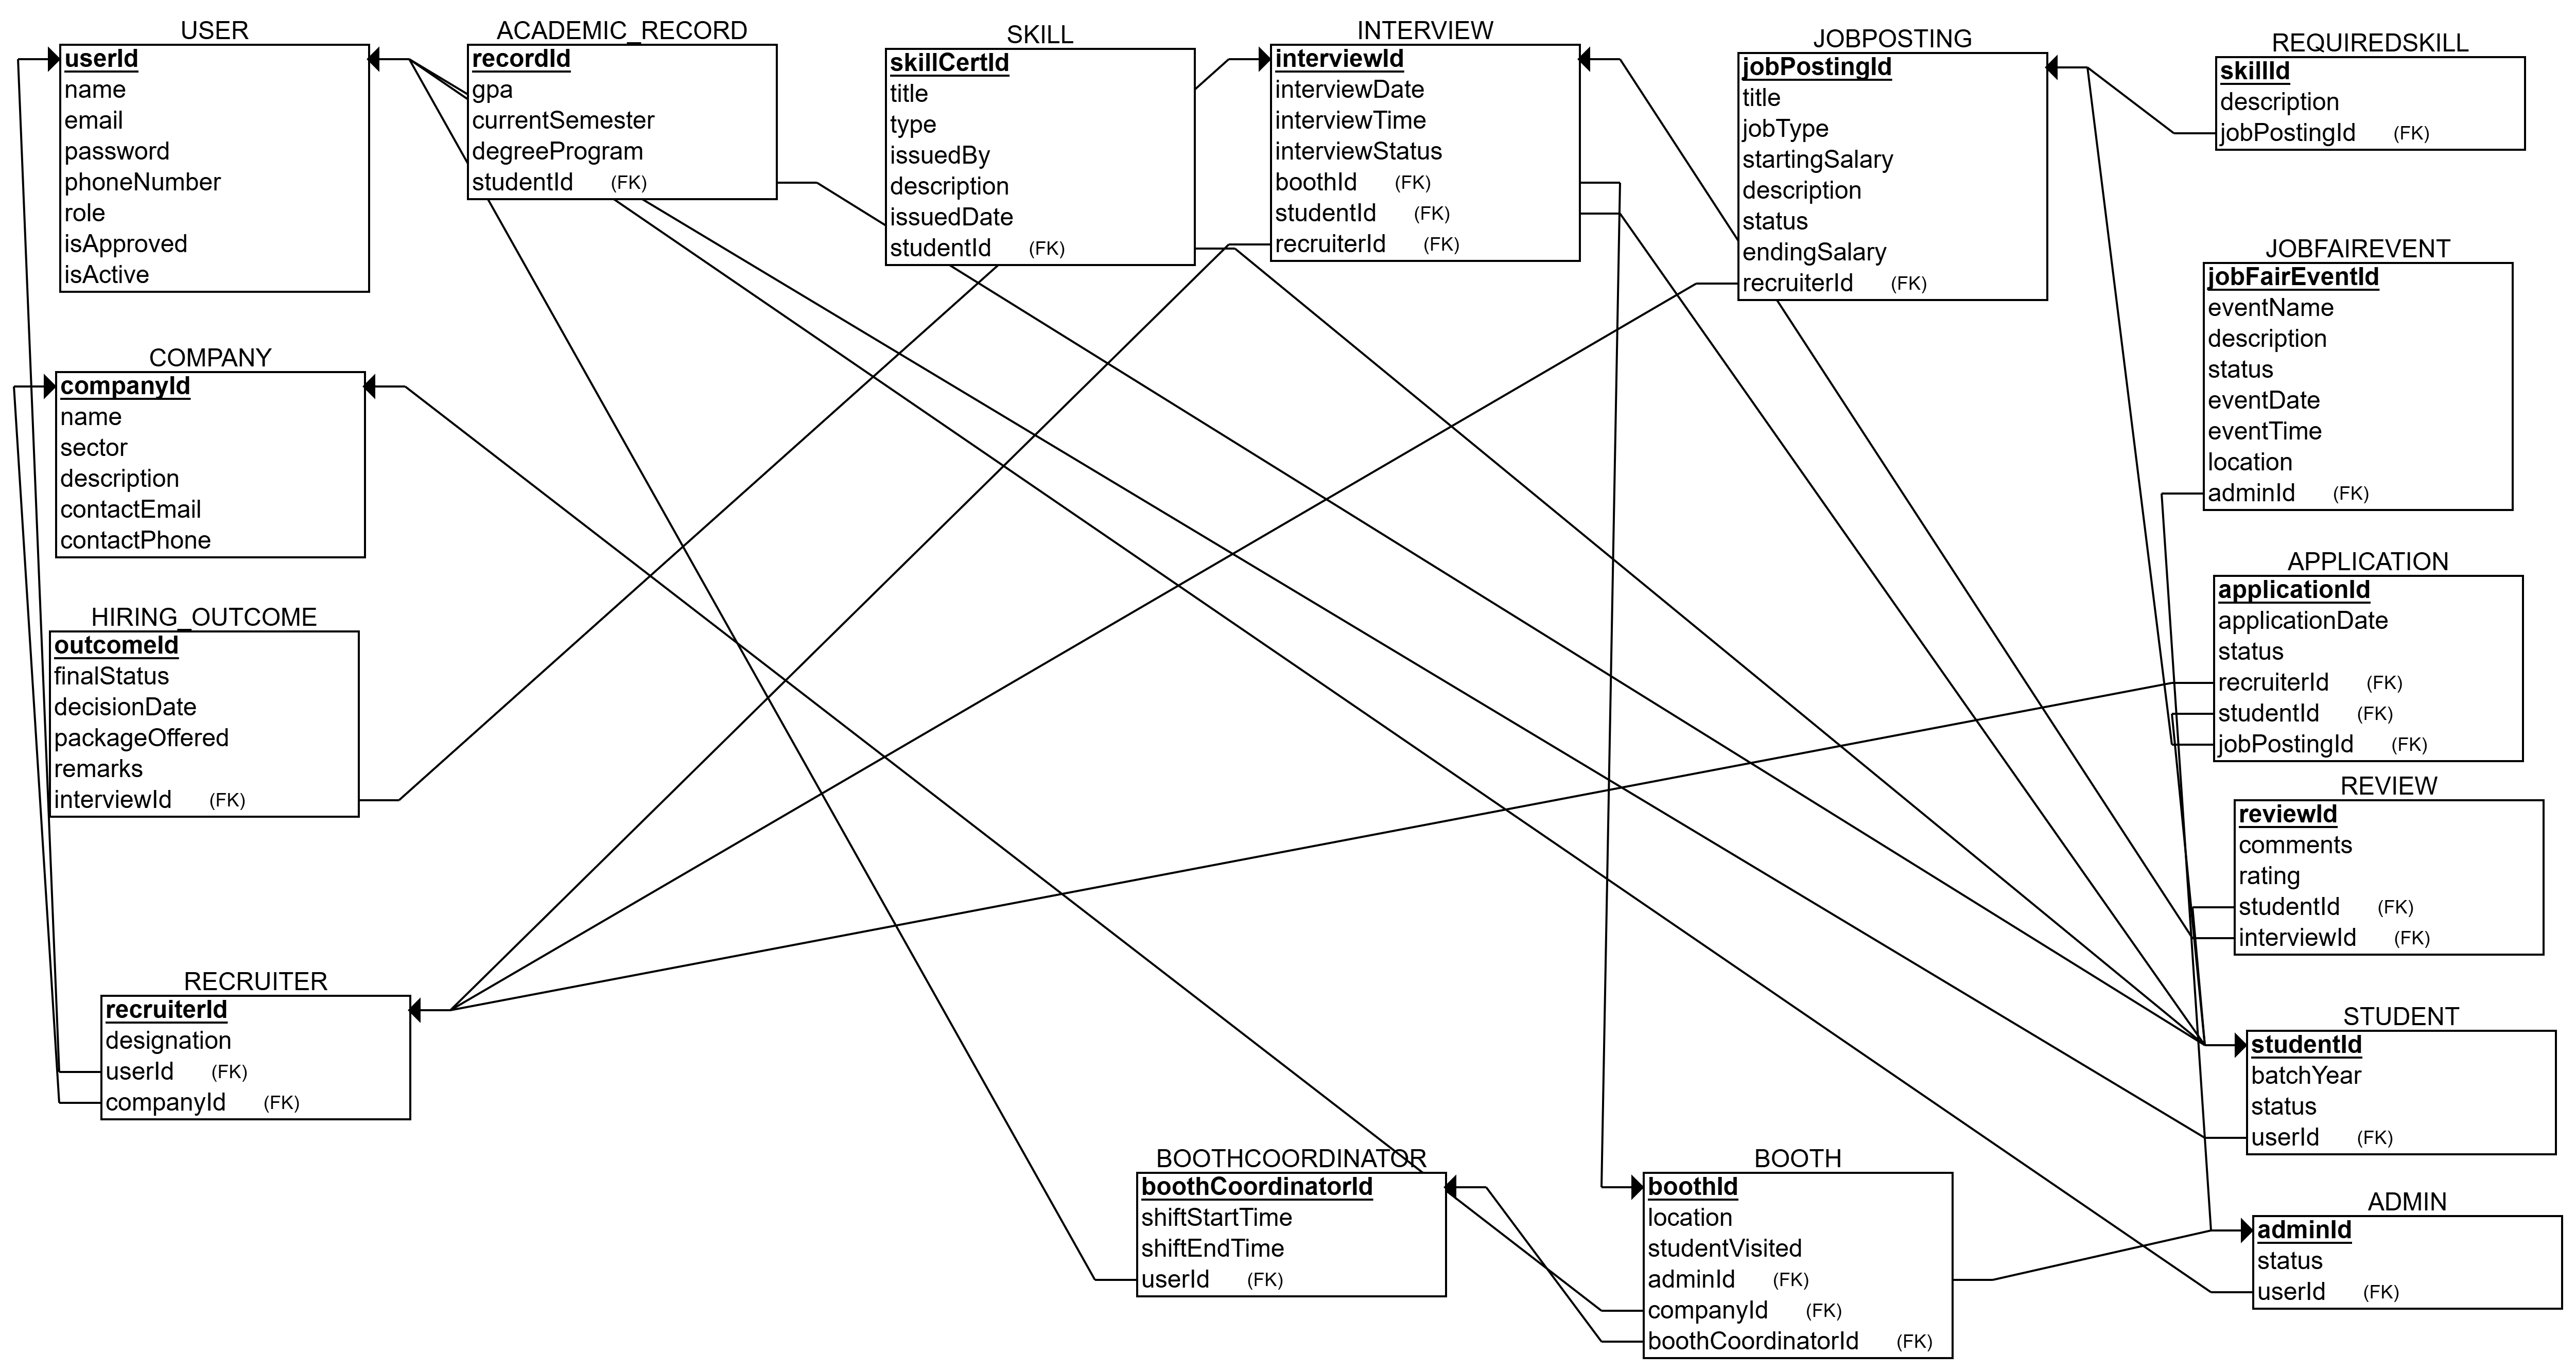 USER
userId
name
email
password
phoneNumber
role
isApproved
isActive
ACADEMIC_RECORD
recordId
gpa
currentSemester
degreeProgram
studentId (FK)
SKILL
skillCertId
title
type
issuedBy
description
issuedDate
studentId (FK)
INTERVIEW
interviewId
interviewDate
interviewTime
interviewStatus
boothId (FK)
studentId (FK)
recruiterId (FK)
JOBPOSTING
jobPostingId
title
jobType
startingSalary
description
status
endingSalary
recruiterId (FK)
REQUIREDSKILL
skillId
description
jobPostingId (FK)
JOBFAIREVENT
jobFairEventId
eventName
description
status
eventDate
eventTime
location
adminId (FK)
COMPANY
companyId
name
sector
description
contactEmail
contactPhone
APPLICATION
applicationId
applicationDate
status
recruiterId (FK)
studentId (FK)
jobPostingId (FK)
HIRING_OUTCOME
outcomeId
finalStatus
decisionDate
packageOffered
remarks
interviewId (FK)
REVIEW
reviewId
comments
rating
studentId (FK)
interviewId (FK)
RECRUITER
recruiterId
designation
userId (FK)
companyId (FK)
STUDENT
studentId
batchYear
status
userId (FK)
BOOTHCOORDINATOR
boothCoordinatorId
shiftStartTime
shiftEndTime
userId (FK)
BOOTH
boothId
location
studentVisited
adminId (FK)
companyId (FK)
boothCoordinatorId (FK)
ADMIN
adminId
status
userId (FK)